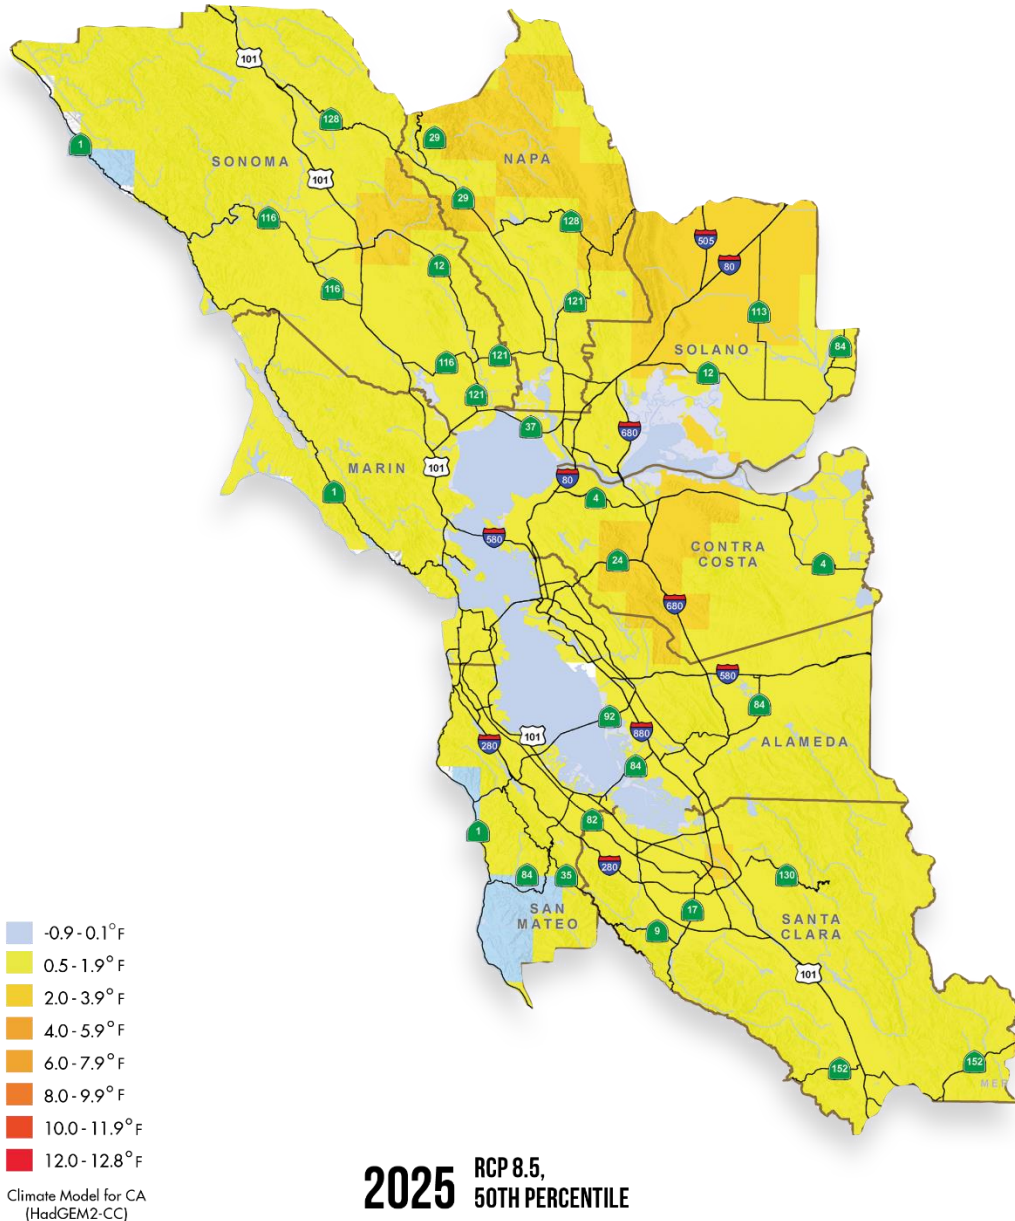 101
128
29
1
SONOMA
NAPA
101
29
116
128
505
80
12
116
121
113
SOLANO
84
121
116
12
121
37
680
MARIN
101
80
1
4
580
CONTRA
COSTA
24
4
680
580
84
92
101
880
280
ALAMEDA
84
1
82
280
84
35
130
17
SAN
MATEO
SANTA
CLARA
9
101
152
152
MER
-0.9 - 0.1°F
0.5 - 1.9°F
2.0 - 3.9°F
4.0 - 5.9°F
6.0 - 7.9°F
8.0 - 9.9°F
10.0 - 11.9°F
12.0 - 12.8°F
Climate Model for CA
(HadGEM2-CC)
2025
RCP 8.5,
50TH PERCENTILE